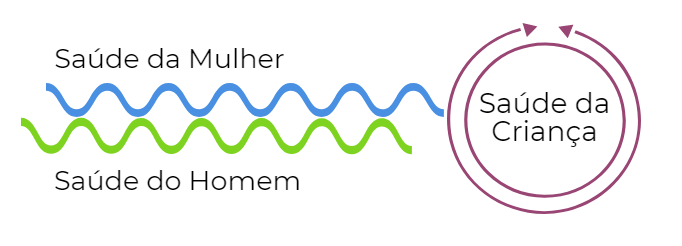 Saúde da Mulher
Saúde da
Criança
Saúde do Homem